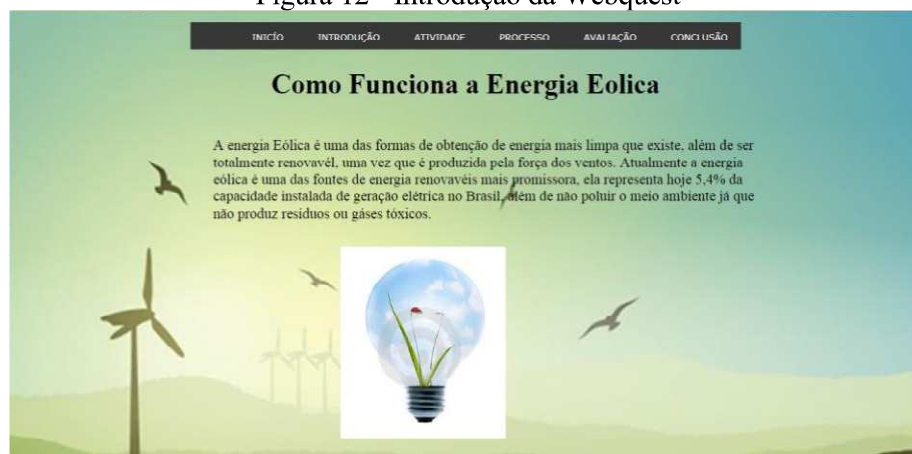 Figura 12 - Introdução da Webquest
INICÍO INTRODUÇÃO ATIVIDADE PROCESSO AVALIAÇÃO CONCLUSÃO
Como Funciona a Energia Eolica
A energia Eólica é uma das formas de obtenção de energia mais limpa que existe, além de ser
totalmente renovavél, uma vez que é produzida pela força dos ventos. Atualmente a energia
eólica é uma das fontes de energia renovavéis mais promissora, ela representa hoje 5,4% da
capacidade instalada de geração elétrica no Brasil, além de não poluir o meio ambiente já que
não produz resíduos ou gáses tóxicos.